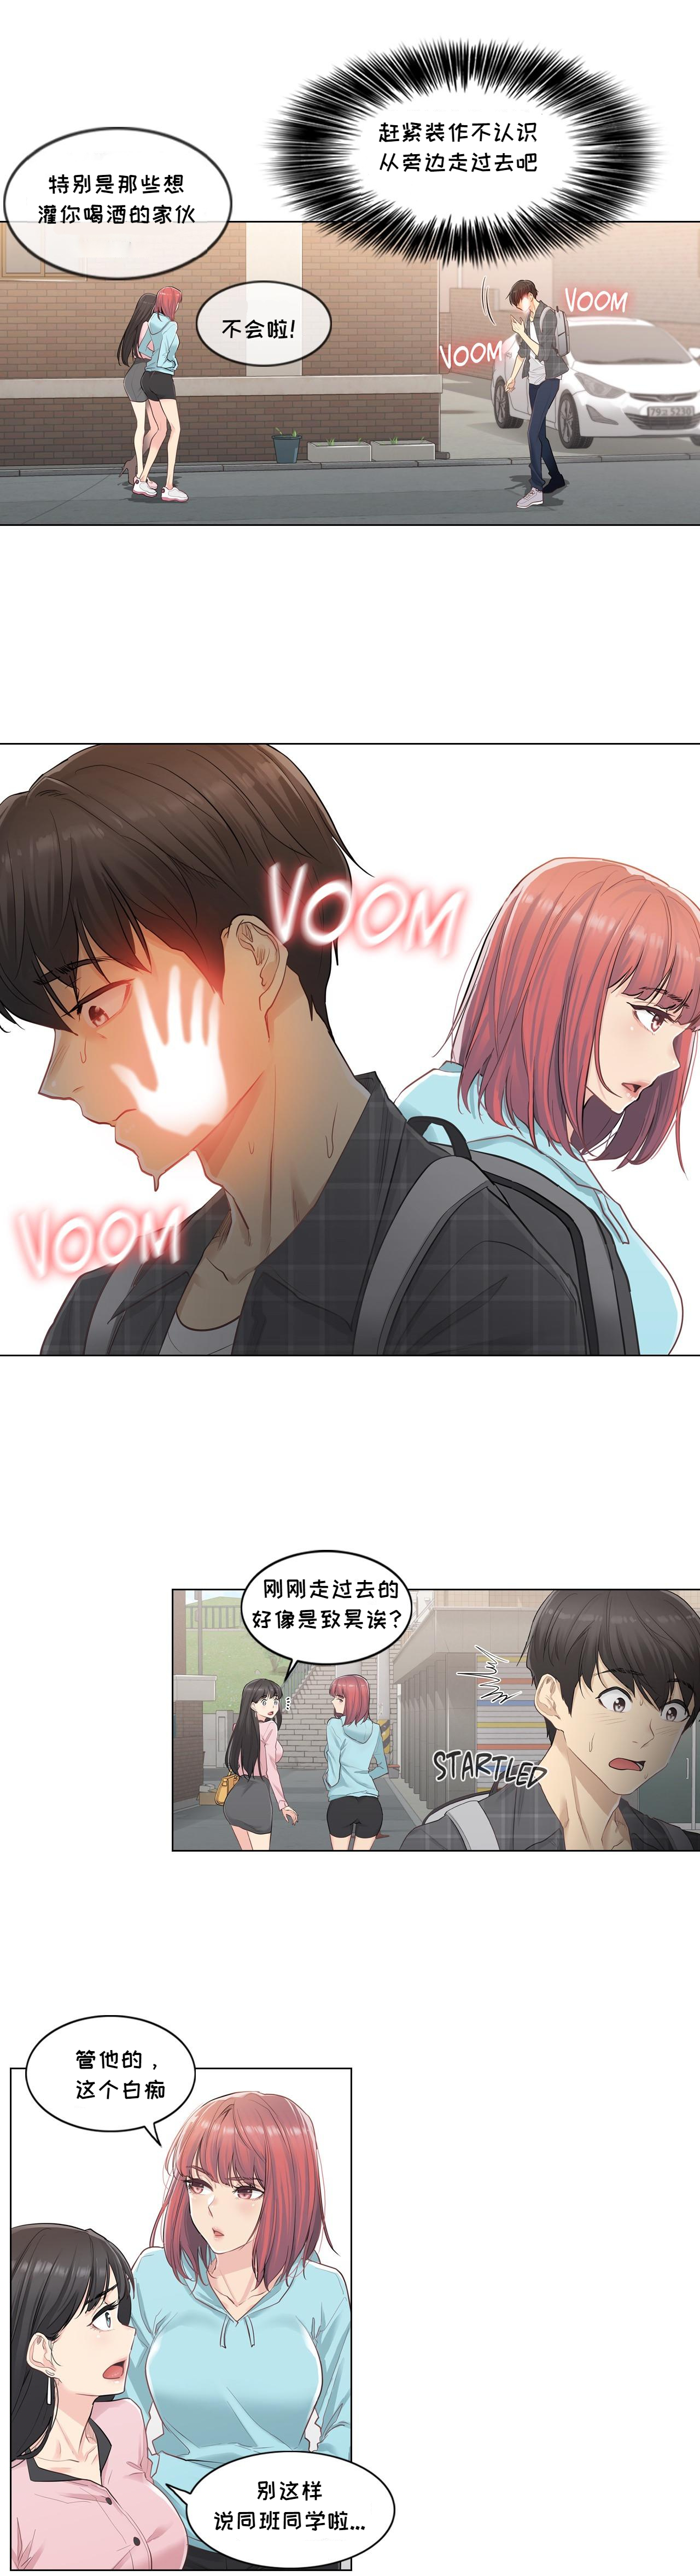 赶紧装作不认识
从旁边走过去吧
特别是那些想
灌你喝酒的家伙
不会啦!
VOOM
VOOM
VOOM
VOOM
刚刚走过去的
好像是致昊诶?
STARTLED
管他的，
这个白痴
别这样
说同班同学啦...